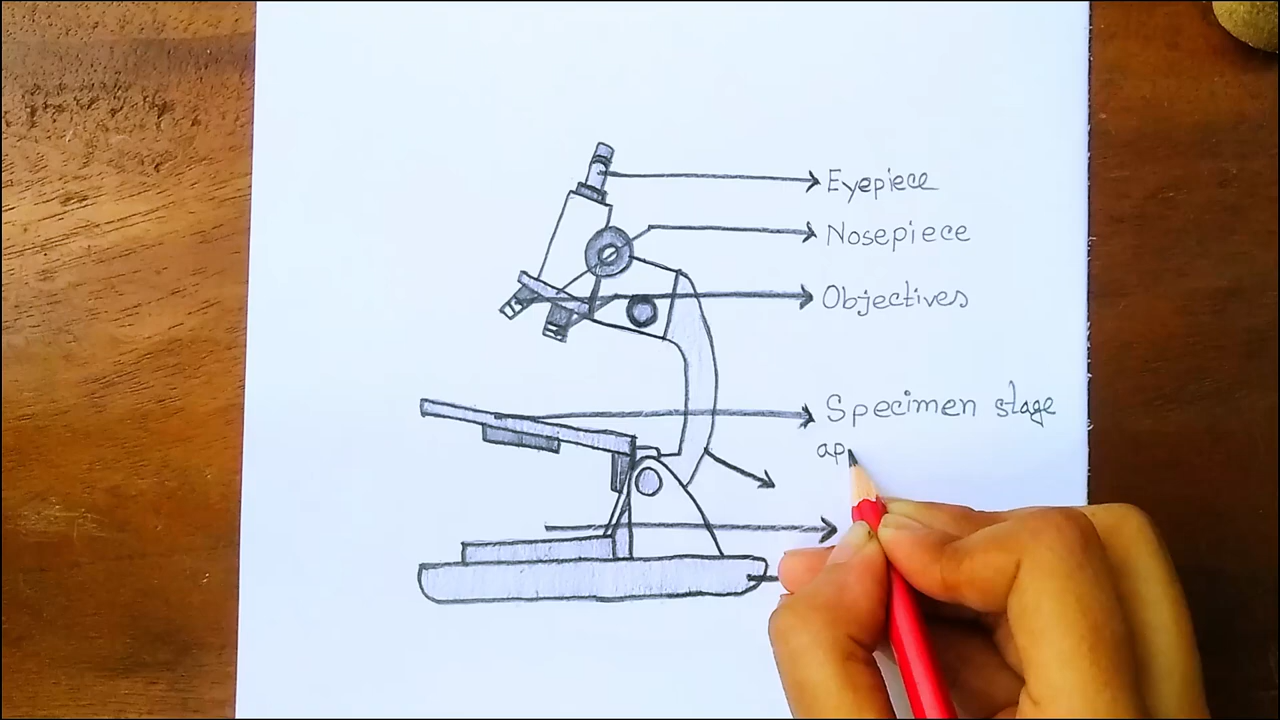 Eyepiece
Nosepiece
Objectives
Specimen stage
ap